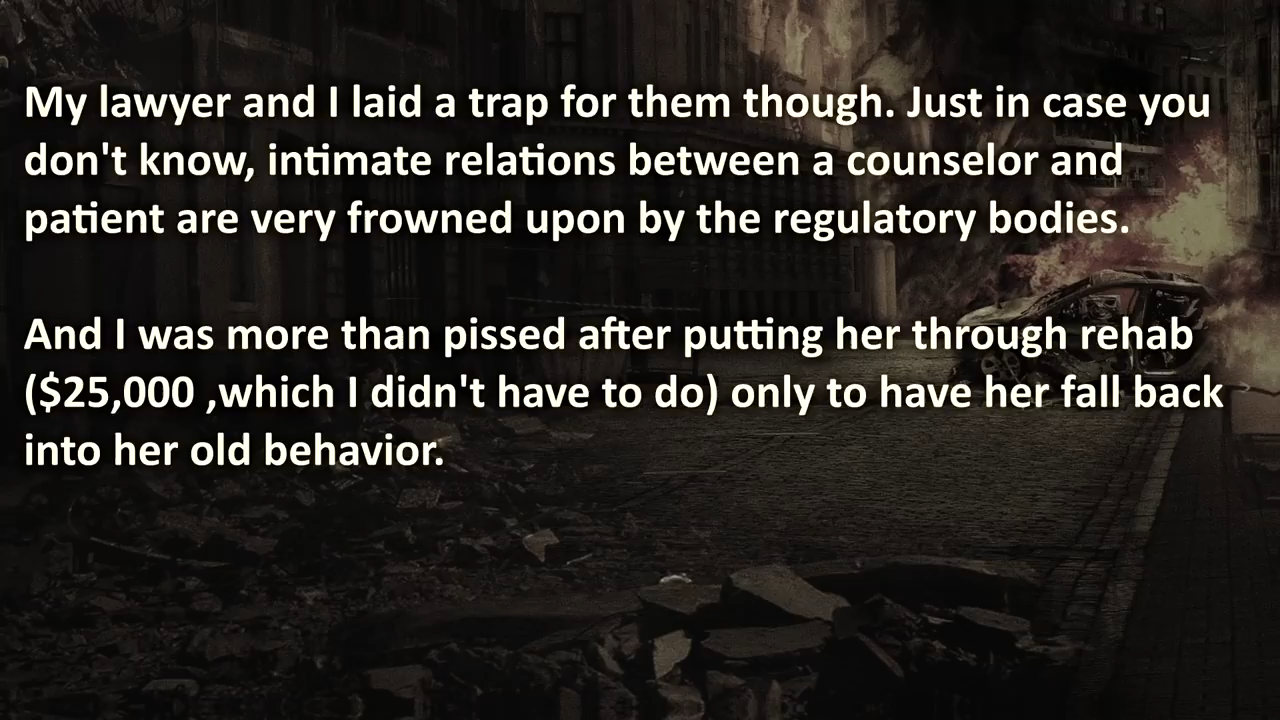 My lawyer and I laid a trap for them though. Just in case you
don't know, intimate relations between a counselor and
patient are very frowned upon by the regulatory bodies.
And I was more than pissed after putting her through rehab
($25,000 ,which I didn't have to do) only to have her fall back
into her old behavior.